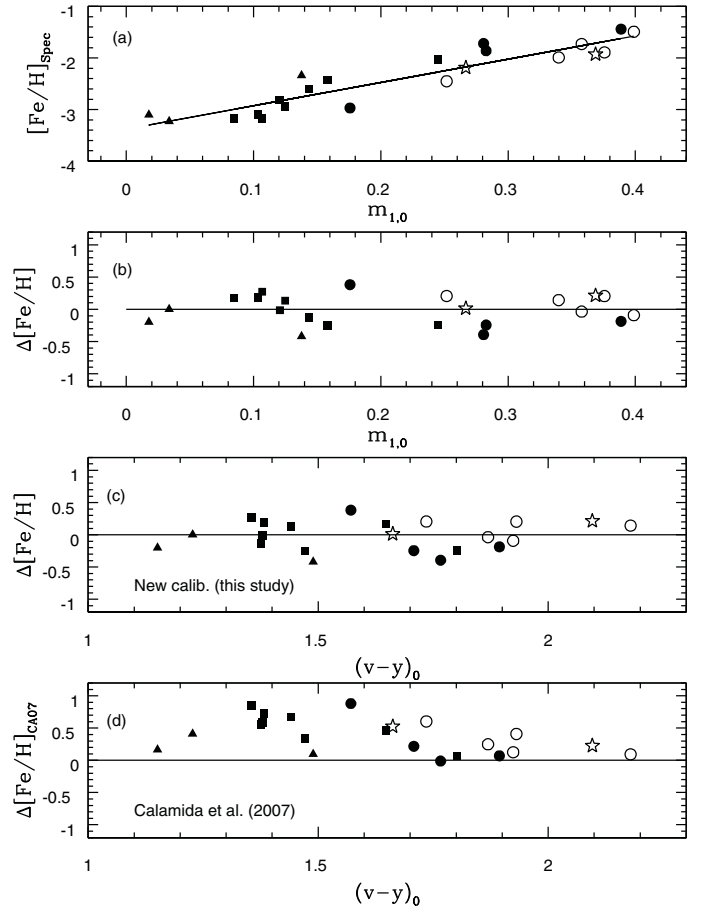 -1
(a)
-2
[Fe/H]Spec
-3
-4
0 0.1 0.2 0.3 0.4
m1,0
1
(b)
0.5
Δ[Fe/H]
0
-0.5
-1
0 0.1 0.2 0.3 0.4
m1,0
1
(c)
0.5
Δ[Fe/H]
0
-0.5
New calib. (this study)
-1
1 1.5 2
(v-y)0
1
(d)
0.5
Δ[Fe/H]CA07
0
-0.5
Calamida et al. (2007)
-1
1 1.5 2
(v-y)0